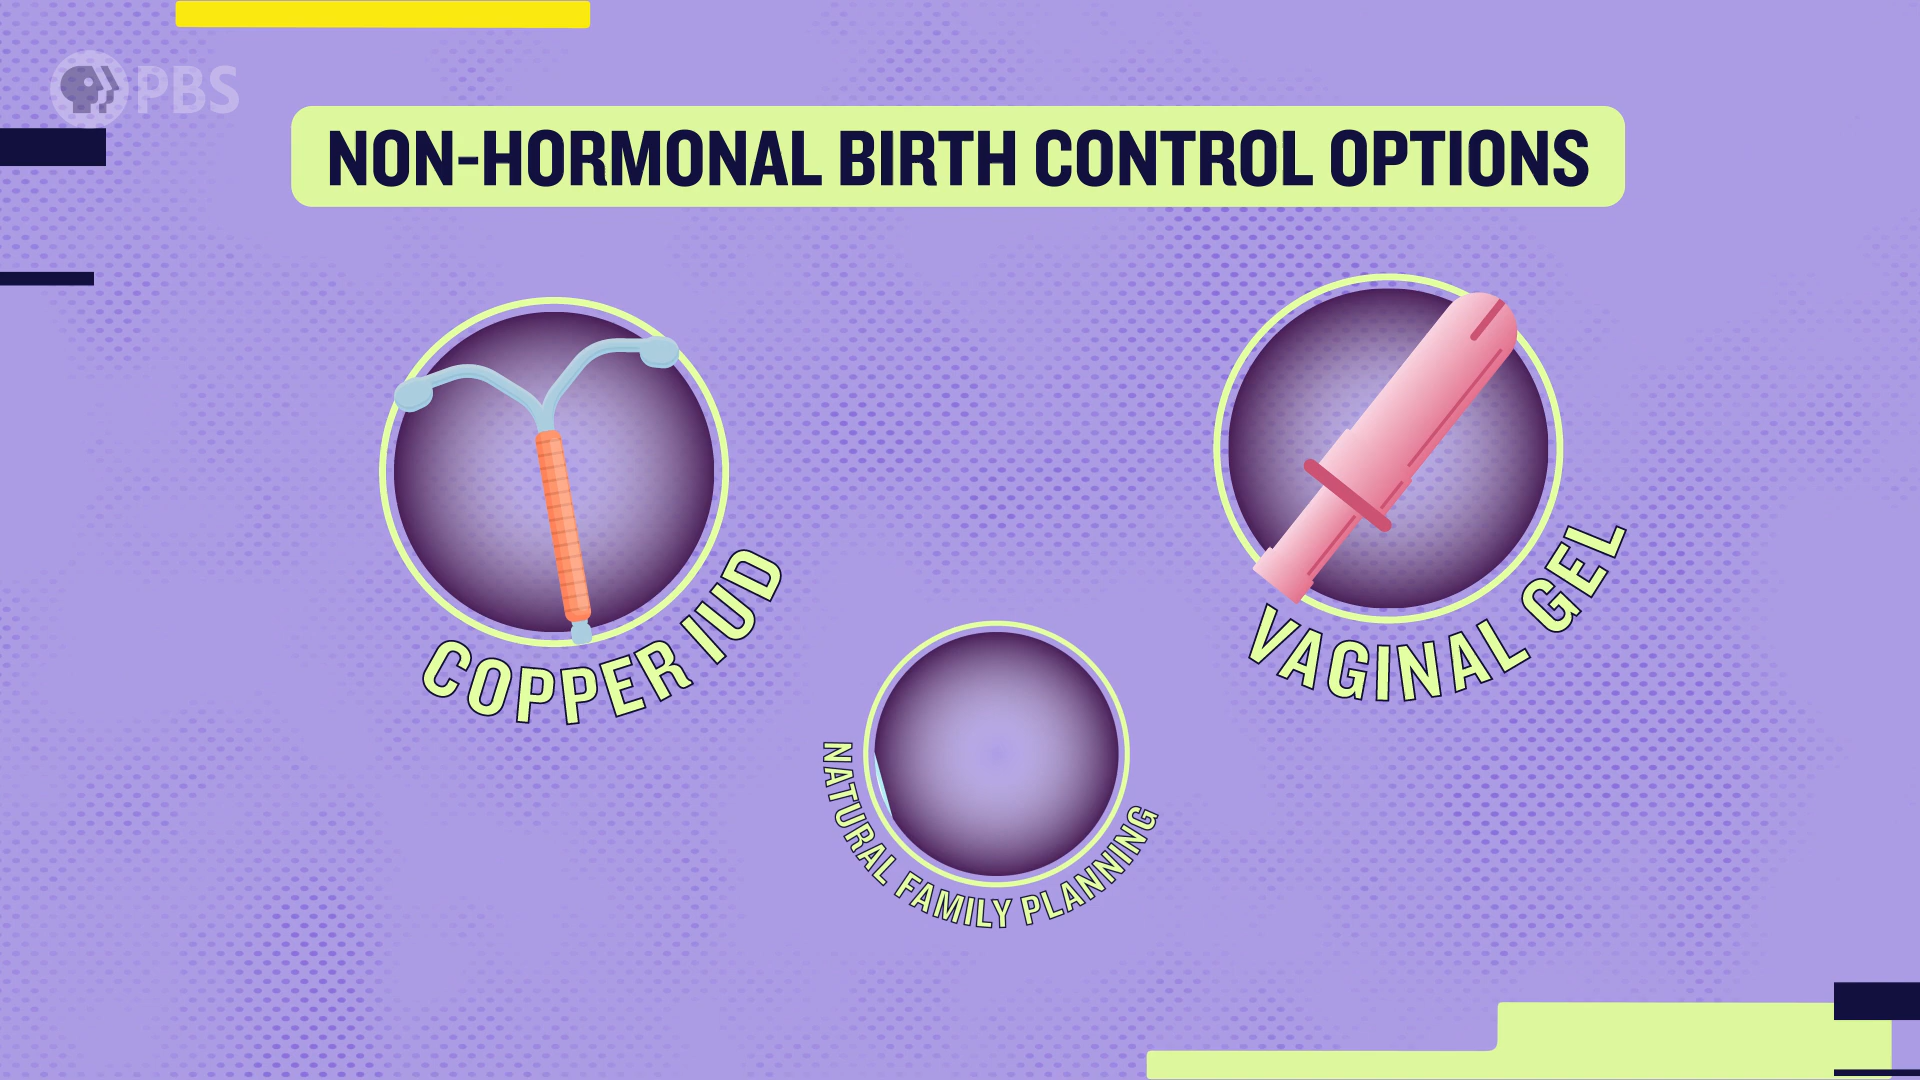 PBS
NON-HORMONAL BIRTH CONTROL OPTIONS
COPPER IUD
VAGINAL GEL
NATURAL FAMILY PLANNING